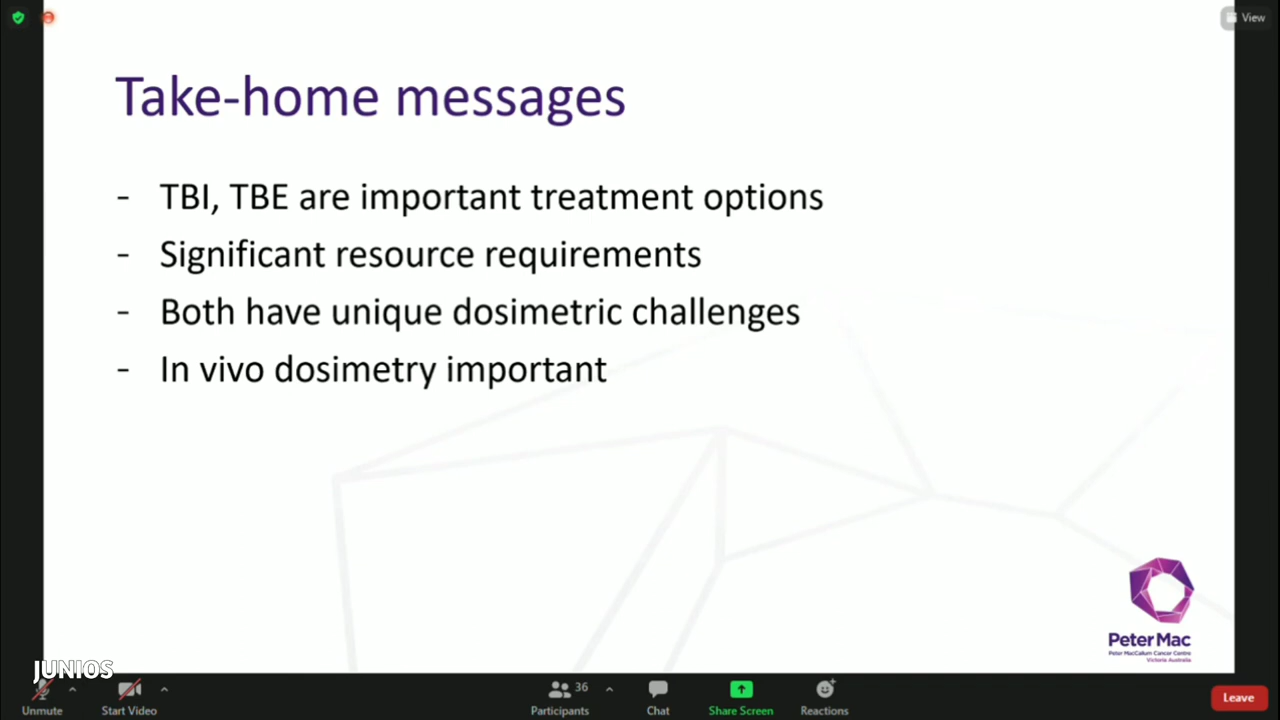 View
Take-home messages
- TBI, TBE are important treatment options
- Significant resource requirements
- Both have unique dosimetric challenges
- In vivo dosimetry important
Peter Mac
Peter MacCallum Cancer Centre
Victoria Australia
JUNIOS
Unmute
Start Video
36
Participants
Chat
Share Screen
Reactions
Leave